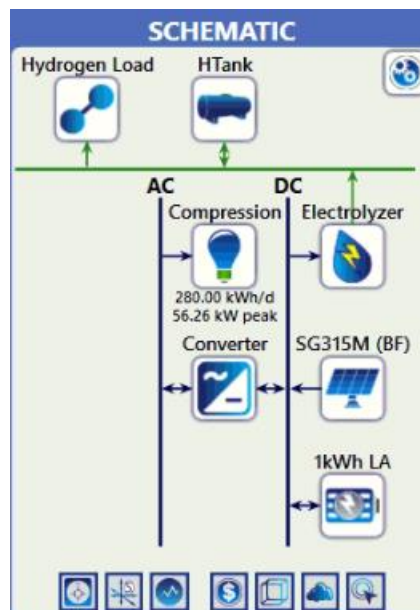 SCHEMATIC
Hydrogen Load HTank
AC DC
Compression Electrolyzer
280.00 kWh/d
56.26 kW peak
Converter SG315M (BF)
1kWh LA